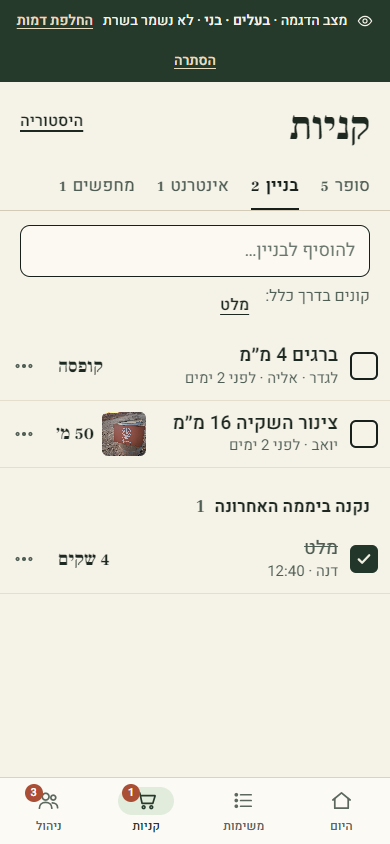 מצב הדגמה · בעלים · בני · לא נשמר בשרת החלפת דמות
הסתרה
קניות
היסטוריה
סופר 5 בניין 2 אינטרנט 1 מחפשים 1
להוסיף לבניין...
קונים בדרך כלל: מלט
ברגים 4 מ״מ
קופסה
לגדר · אליה · לפני 2 ימים
צינור השקיה 16 מ״מ
50 מ׳
יואב · לפני 2 ימים
נקנה ביממה האחרונה 1
מלט
4 שקים
דנה · 12:40
היום
משימות
1
קניות
3
ניהול